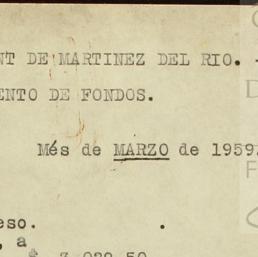 NT DE MARTINEZ DEL RIO. -
ENTO DE FONDOS.
Més de MARZO de 1959
eso. .
, a